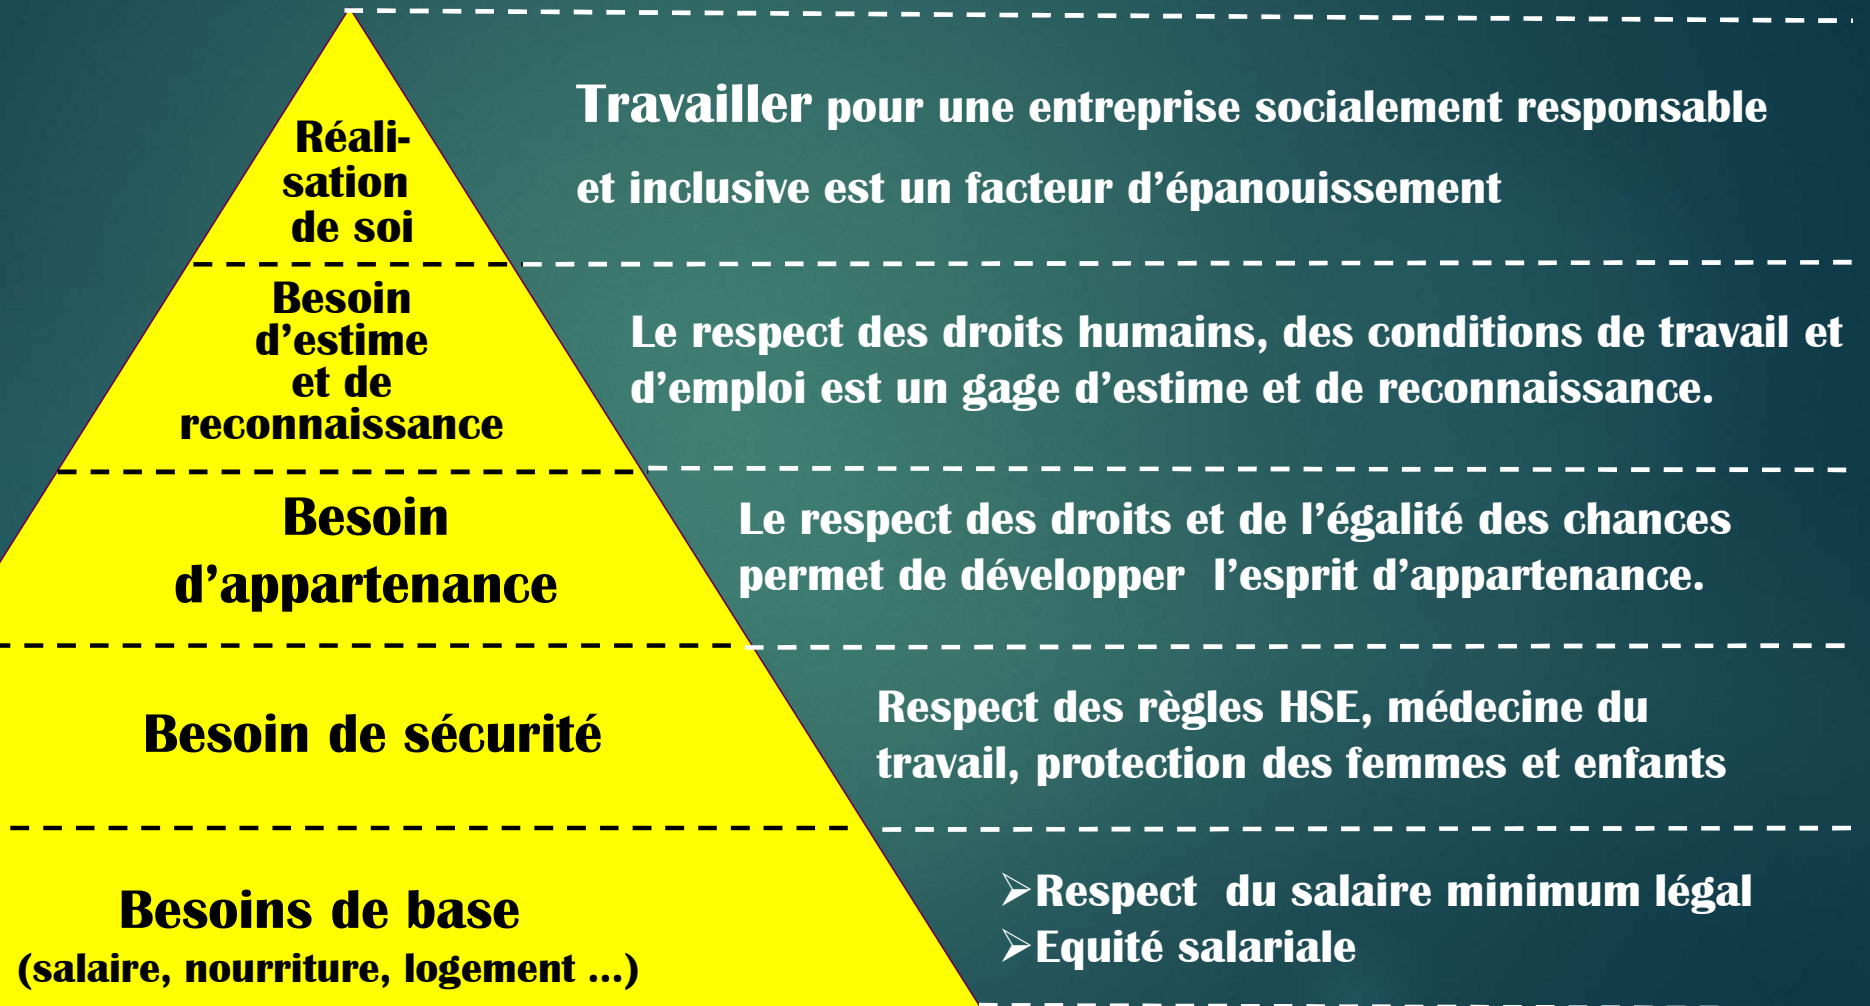 Réali-
sation
de soi
Travailler pour une entreprise socialement responsable
et inclusive est un facteur d’épanouissement
Besoin
d’estime
et de
reconnaissance
Le respect des droits humains, des conditions de travail et
d’emploi est un gage d’estime et de reconnaissance.
Besoin
d’appartenance
Le respect des droits et de l’égalité des chances
permet de développer l’esprit d’appartenance.
Besoin de sécurité
Respect des règles HSE, médecine du
travail, protection des femmes et enfants
Besoins de base
(salaire, nourriture, logement ...)
➢Respect du salaire minimum légal
➢Equité salariale